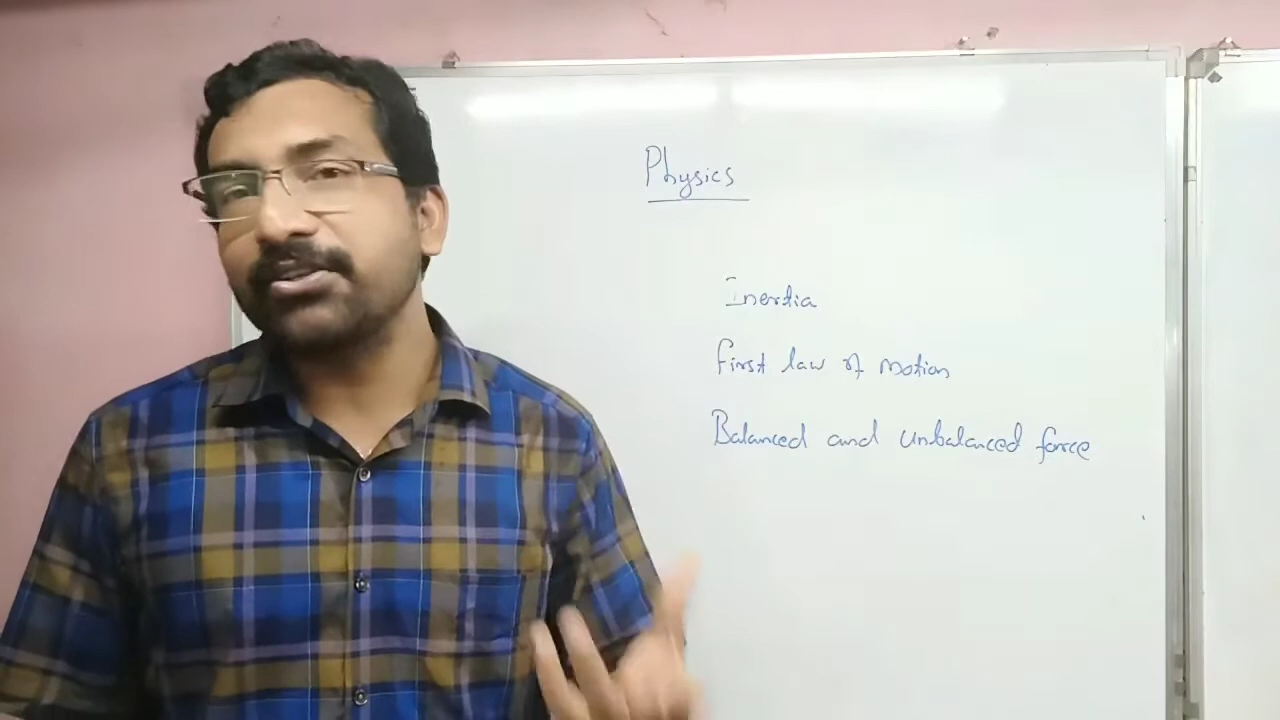 Physics
Inertia
First law of motion
Balanced and unbalanced force